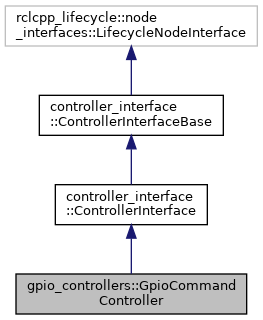 rclcpp_lifecycle::node
_interfaces::LifecycleNodeInterface
controller_interface
::ControllerInterfaceBase
controller_interface
::ControllerInterface
gpio_controllers::GpioCommand
Controller